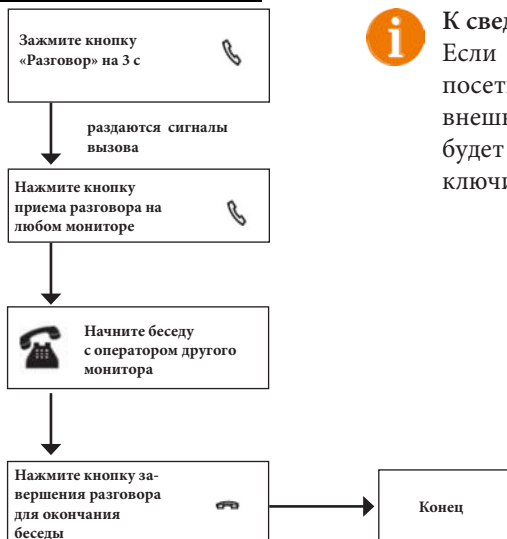 Зажмите кнопку
«Разговор» на 3 с
раздаются сигналы
вызова
Нажмите кнопку
приема разговора на
любом мониторе
Начните беседу
с оператором другого
монитора
Нажмите кнопку за-
вершения разговора
для окончания
беседы
Конец
К свед
Если
посет
внешн
будет
ключи